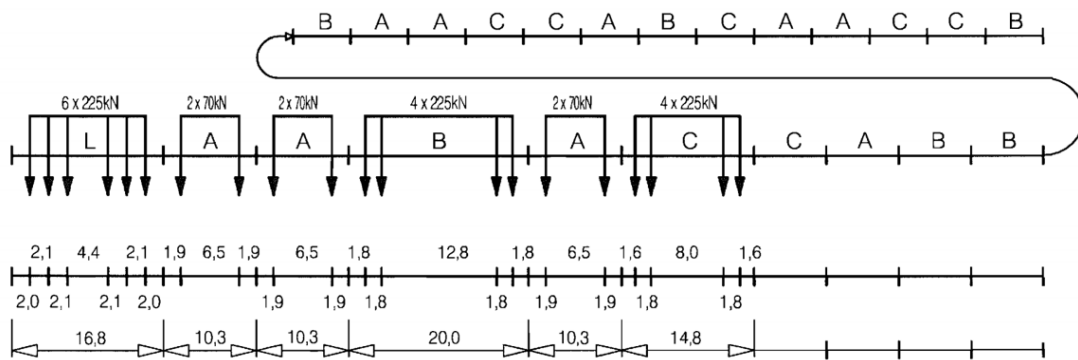 B A A C C A B C A A C C B
6 x 225kN 2 x 70kN 2 x 70kN 4 x 225kN 2 x 70kN 4 x 225kN
L A A B A C C A B B
2,1 4,4 2,1 1,9 6,5 1,9 6,5 1,8 12,8 1,8 6,5 1,6 8,0 1,6
2,0 2,1 2,1 2,0 1,9 1,9 1,8 1,8 1,9 1,9 1,8 1,8
16,8 10,3 10,3 20,0 10,3 14,8